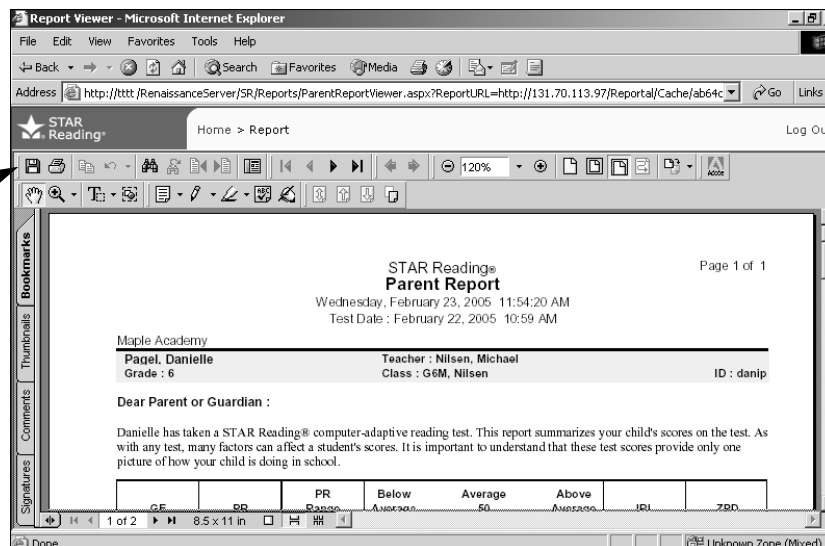 Report Viewer - Microsoft Internet Explorer
File Edit View Favorites Tools Help
Back Search Favorites Media
Address http://tttt/RenaissanceServer/SR/Reports/ParentReportViewer.aspx?ReportURL=http://131.70.113.97/Reportal/Cache/ab64c Go Links
STAR
Reading® Home > Report Log Ou
120% Adobe
Bookmarks
Thumbnails
Comments
Signatures
STAR Reading® Page 1 of 1
Parent Report
Wednesday, February 23, 2005 11:54:20 AM
Test Date : February 22, 2005 10:59 AM
Maple Academy
Pagel, Danielle Teacher : Nilsen, Michael
Grade : 6 Class : G6M, Nilsen ID : danip
Dear Parent or Guardian :
Danielle has taken a STAR Reading® computer-adaptive reading test. This report summarizes your child's scores on the test. As
with any test, many factors can affect a student's scores. It is important to understand that these test scores provide only one
picture of how your child is doing in school.
PR Below Average Above
GE PR Range Average 50 Average IRL ZPD
1 of 2 8.5 x 11 in
Done Unknown Zone (Mixed)